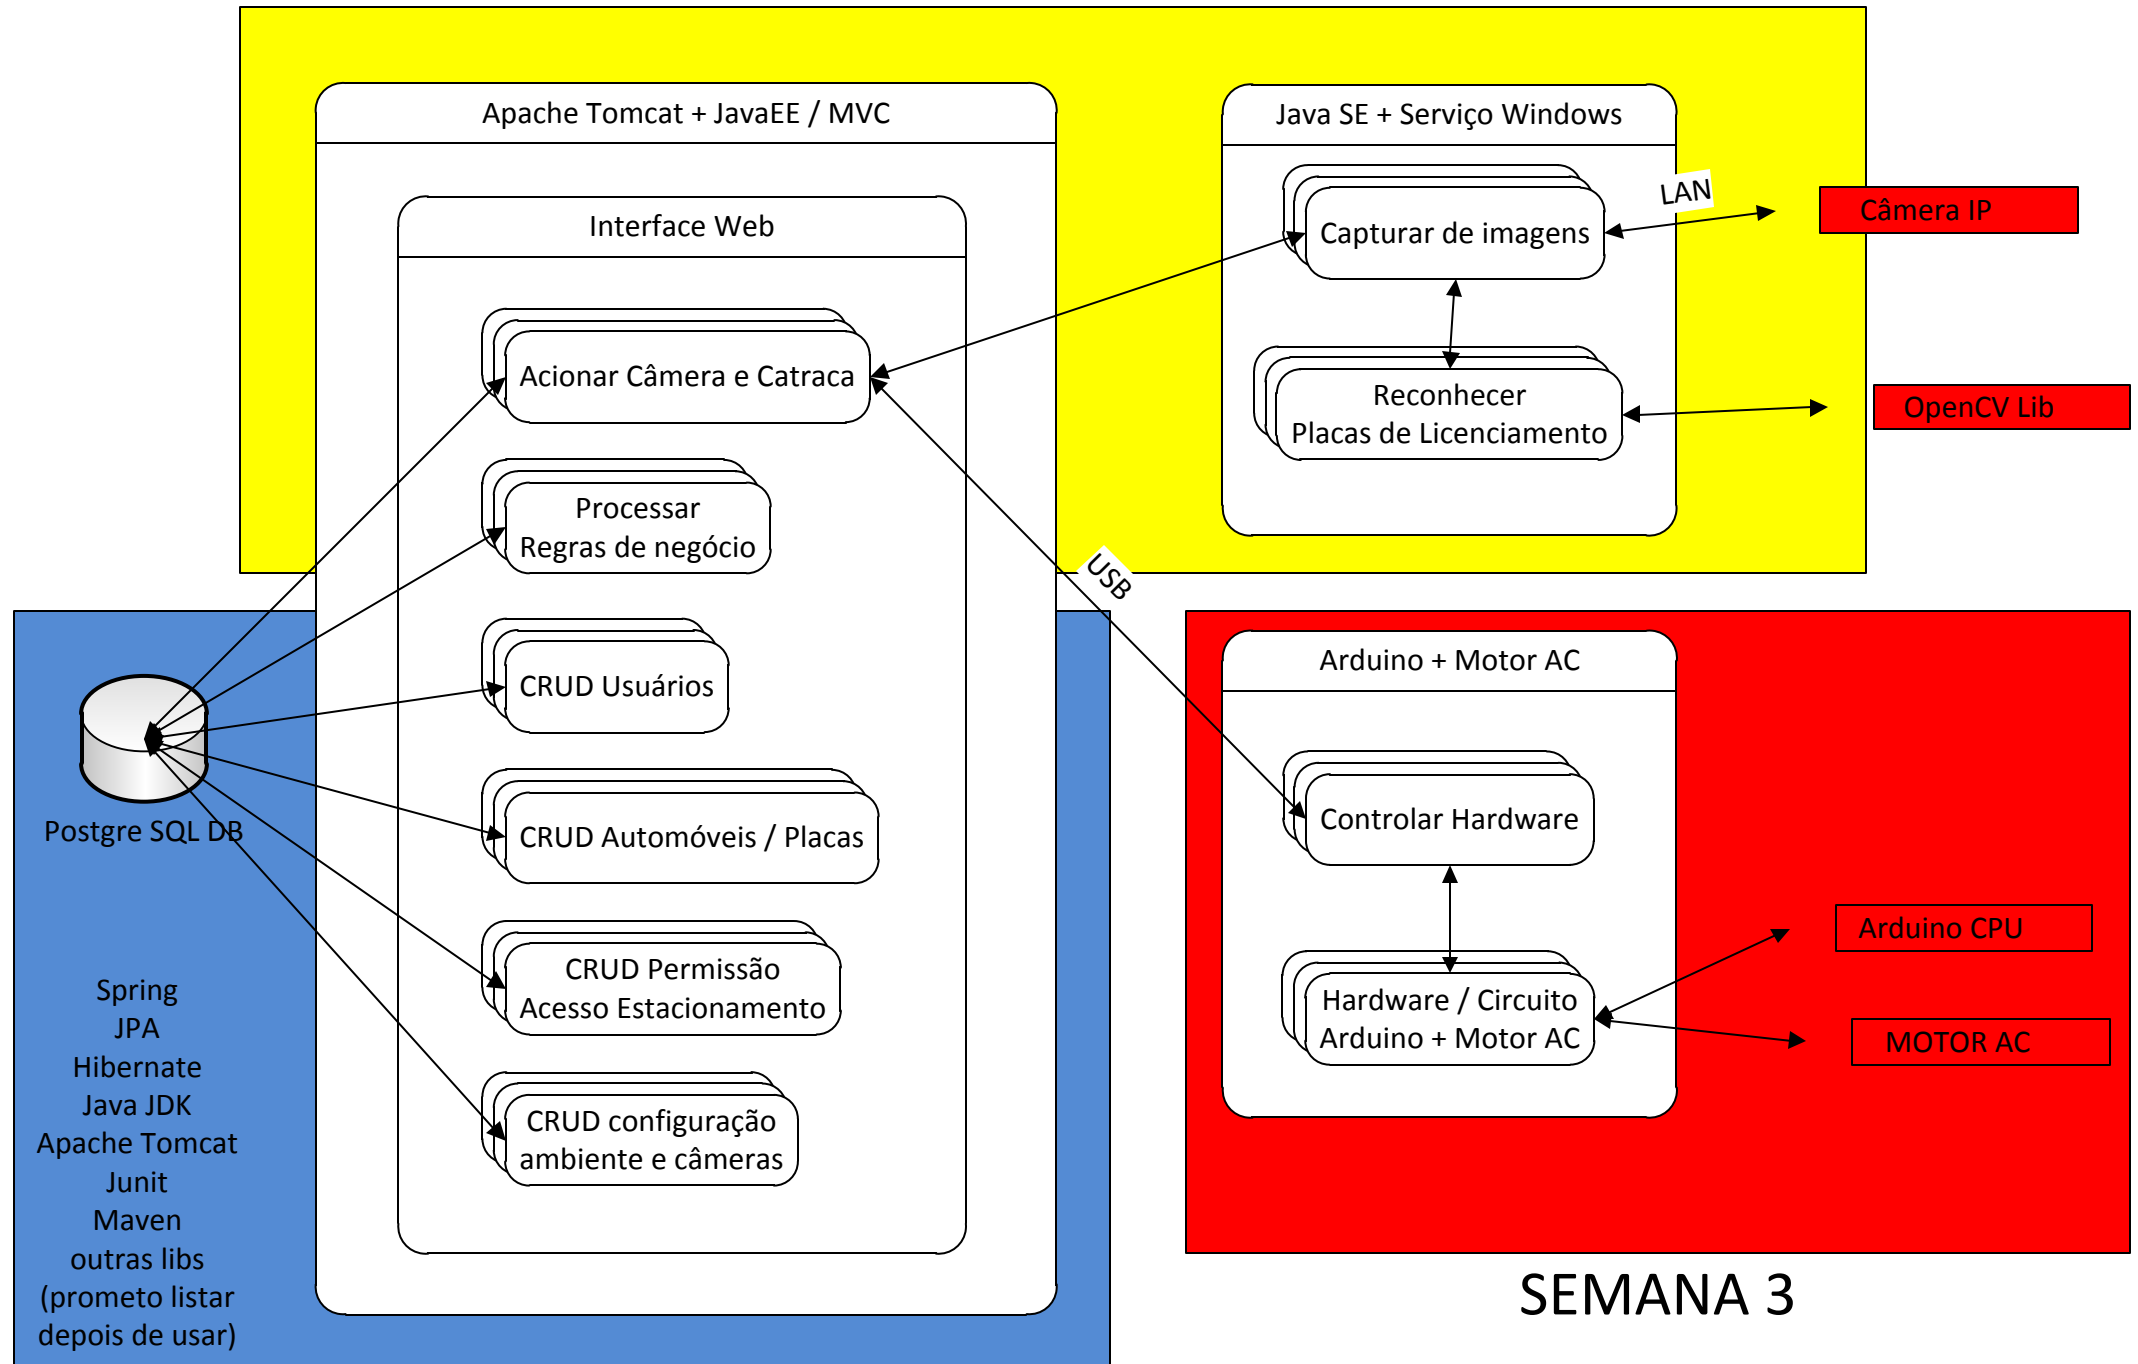 Apache Tomcat + JavaEE / MVC
Interface Web
Acionar Câmera e Catraca
Processar
Regras de negócio
CRUD Usuários
CRUD Automóveis / Placas
CRUD Permissão
Acesso Estacionamento
CRUD configuração
ambiente e câmeras
Java SE + Serviço Windows
Capturar de imagens
LAN
Câmera IP
Reconhecer
Placas de Licenciamento
OpenCV Lib
USB
Arduino + Motor AC
Controlar Hardware
Hardware / Circuito
Arduino + Motor AC
Arduino CPU
MOTOR AC
SEMANA 3
Postgre SQL DB
Spring
JPA
Hibernate
Java JDK
Apache Tomcat
Junit
Maven
outras libs
(prometo listar
depois de usar)